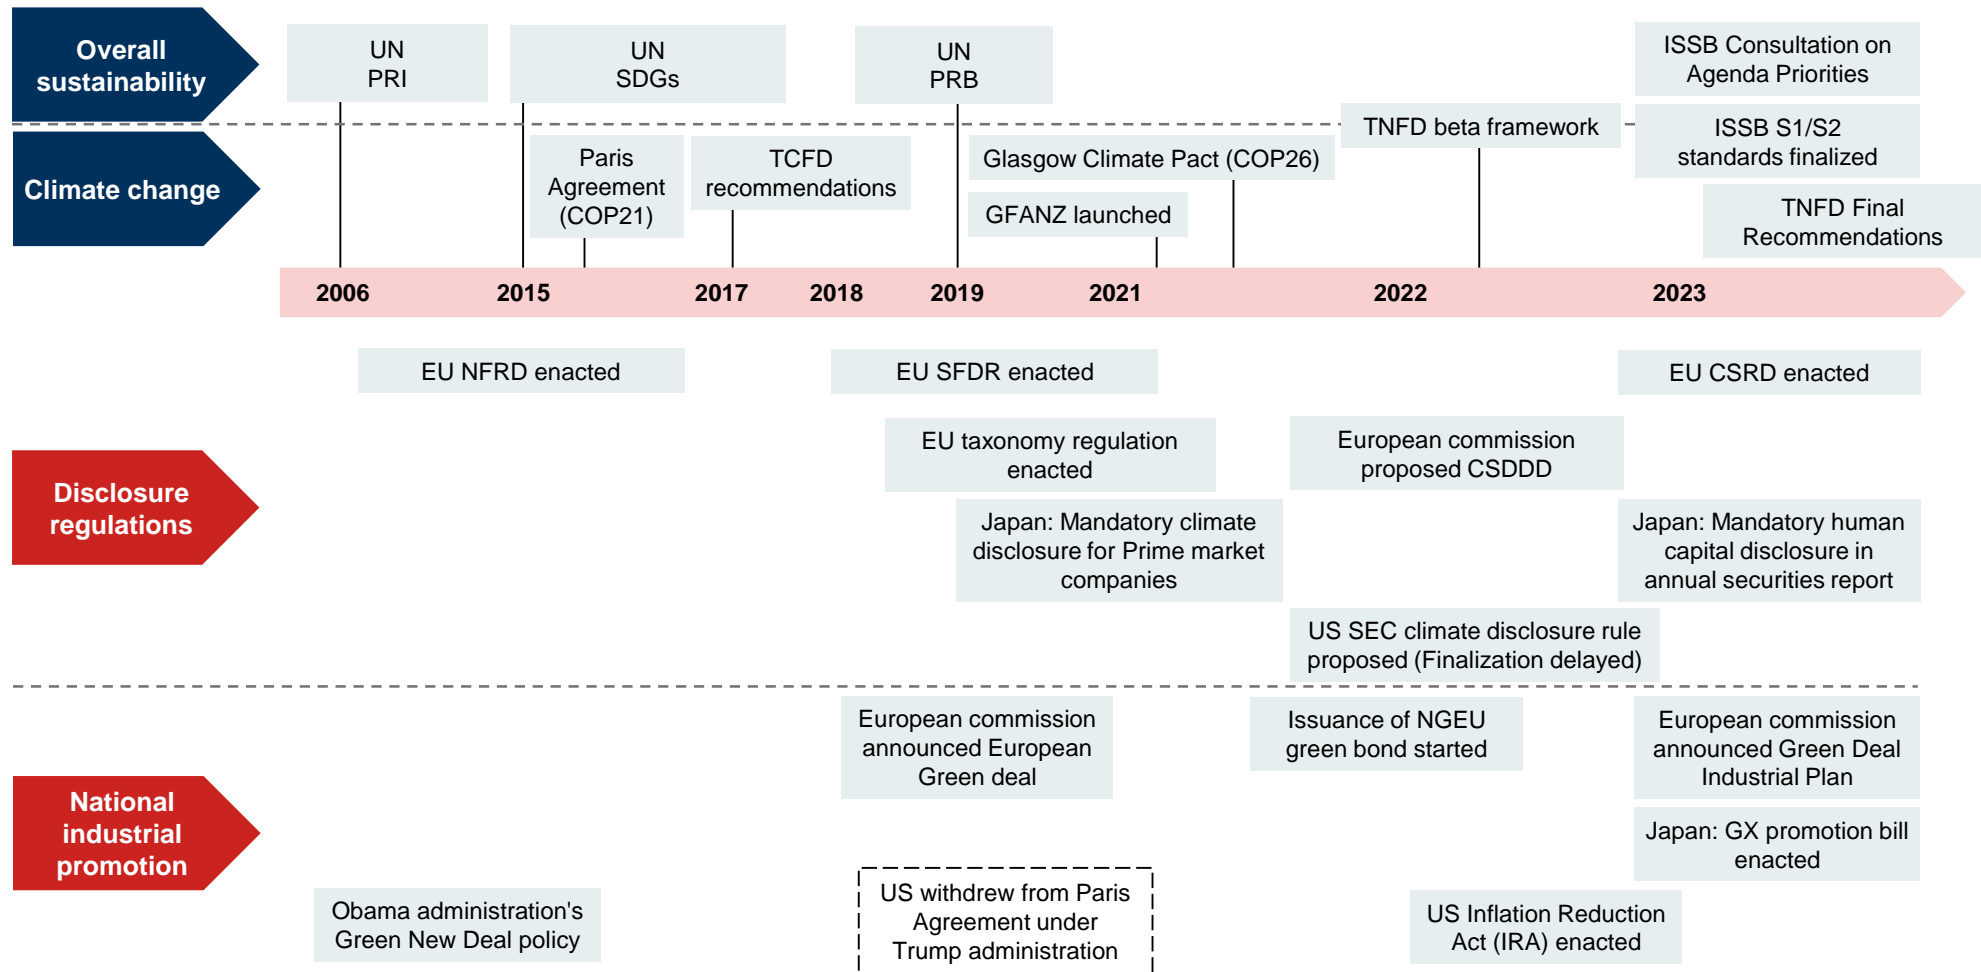 Overall
sustainability
UN
PRI
UN
SDGs
UN
PRB
ISSB Consultation on
Agenda Priorities
Climate change
Paris
Agreement
(COP21)
TCFD
recommendations
Glasgow Climate Pact (COP26)
GFANZ launched
TNFD beta framework
ISSB S1/S2
standards finalized
TNFD Final
Recommendations
2006 2015 2017 2018 2019 2021 2022 2023
Disclosure
regulations
EU NFRD enacted
EU SFDR enacted
EU CSRD enacted
EU taxonomy regulation
enacted
European commission
proposed CSDDD
Japan: Mandatory climate
disclosure for Prime market
companies
Japan: Mandatory human
capital disclosure in
annual securities report
US SEC climate disclosure rule
proposed (Finalization delayed)
National
industrial
promotion
European commission
announced European
Green deal
Issuance of NGEU
green bond started
European commission
announced Green Deal
Industrial Plan
Japan: GX promotion bill
enacted
Obama administration's
Green New Deal policy
US withdrew from Paris
Agreement under
Trump administration
US Inflation Reduction
Act (IRA) enacted